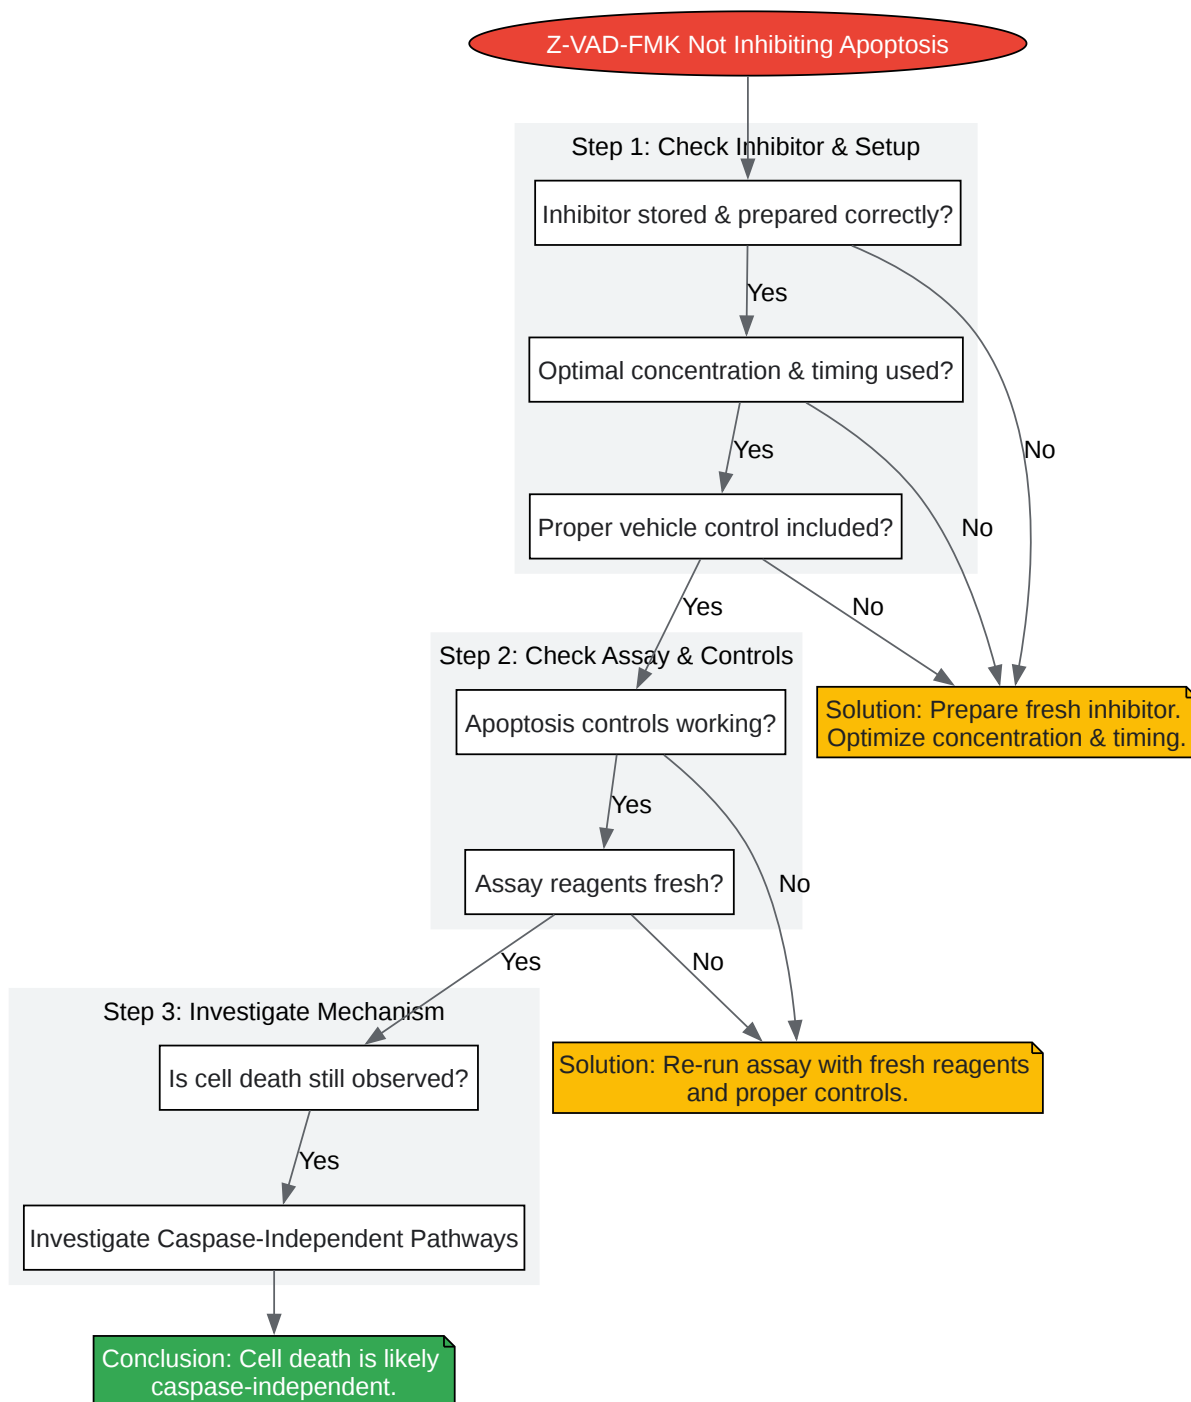 Z-VAD-FMK Not Inhibiting Apoptosis
Step 1: Check Inhibitor & Setup
Inhibitor stored & prepared correctly?
Yes
Optimal concentration & timing used?
Yes
No
Proper vehicle control included?
No
Yes
No
Step 2: Check Assay & Controls
Apoptosis controls working?
Solution: Prepare fresh inhibitor.
Optimize concentration & timing.
Yes
Assay reagents fresh?
No
Yes
No
Step 3: Investigate Mechanism
Is cell death still observed?
Solution: Re-run assay with fresh reagents
and proper controls.
Yes
Investigate Caspase-Independent Pathways
Conclusion: Cell death is likely
caspase-independent.